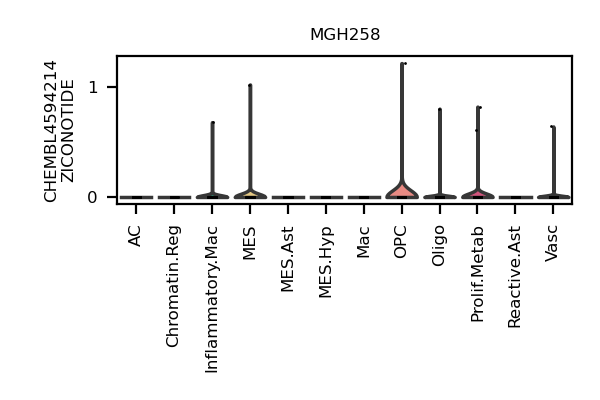 MGH258
CHEMBL4594214
ZICONOTIDE
1
0
AC
Chromatin.Reg
Inflammatory.Mac
MES
MES.Ast
MES.Hyp
Mac
OPC
Oligo
Prolif.Metab
Reactive.Ast
Vasc